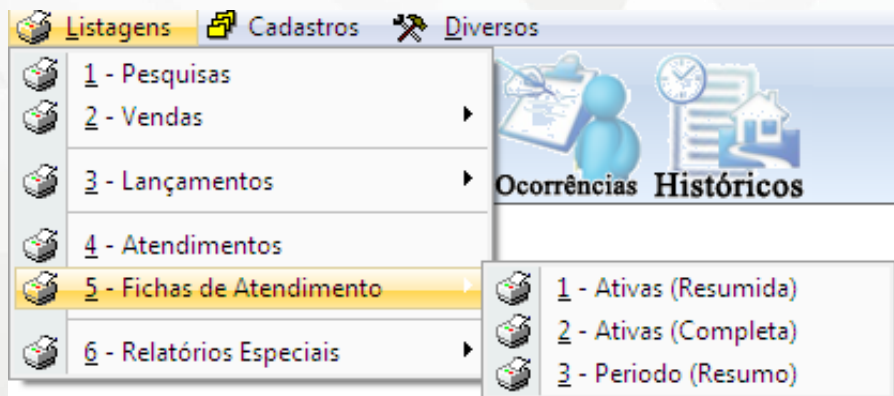 Listagens Cadastros Diversos
1 - Pesquisas
2 - Vendas
3 - Lançamentos
Ocorrências Históricos
4 - Atendimentos
5 - Fichas de Atendimento
1 - Ativas (Resumida)
2 - Ativas (Completa)
6 - Relatórios Especiais
3 - Periodo (Resumo)